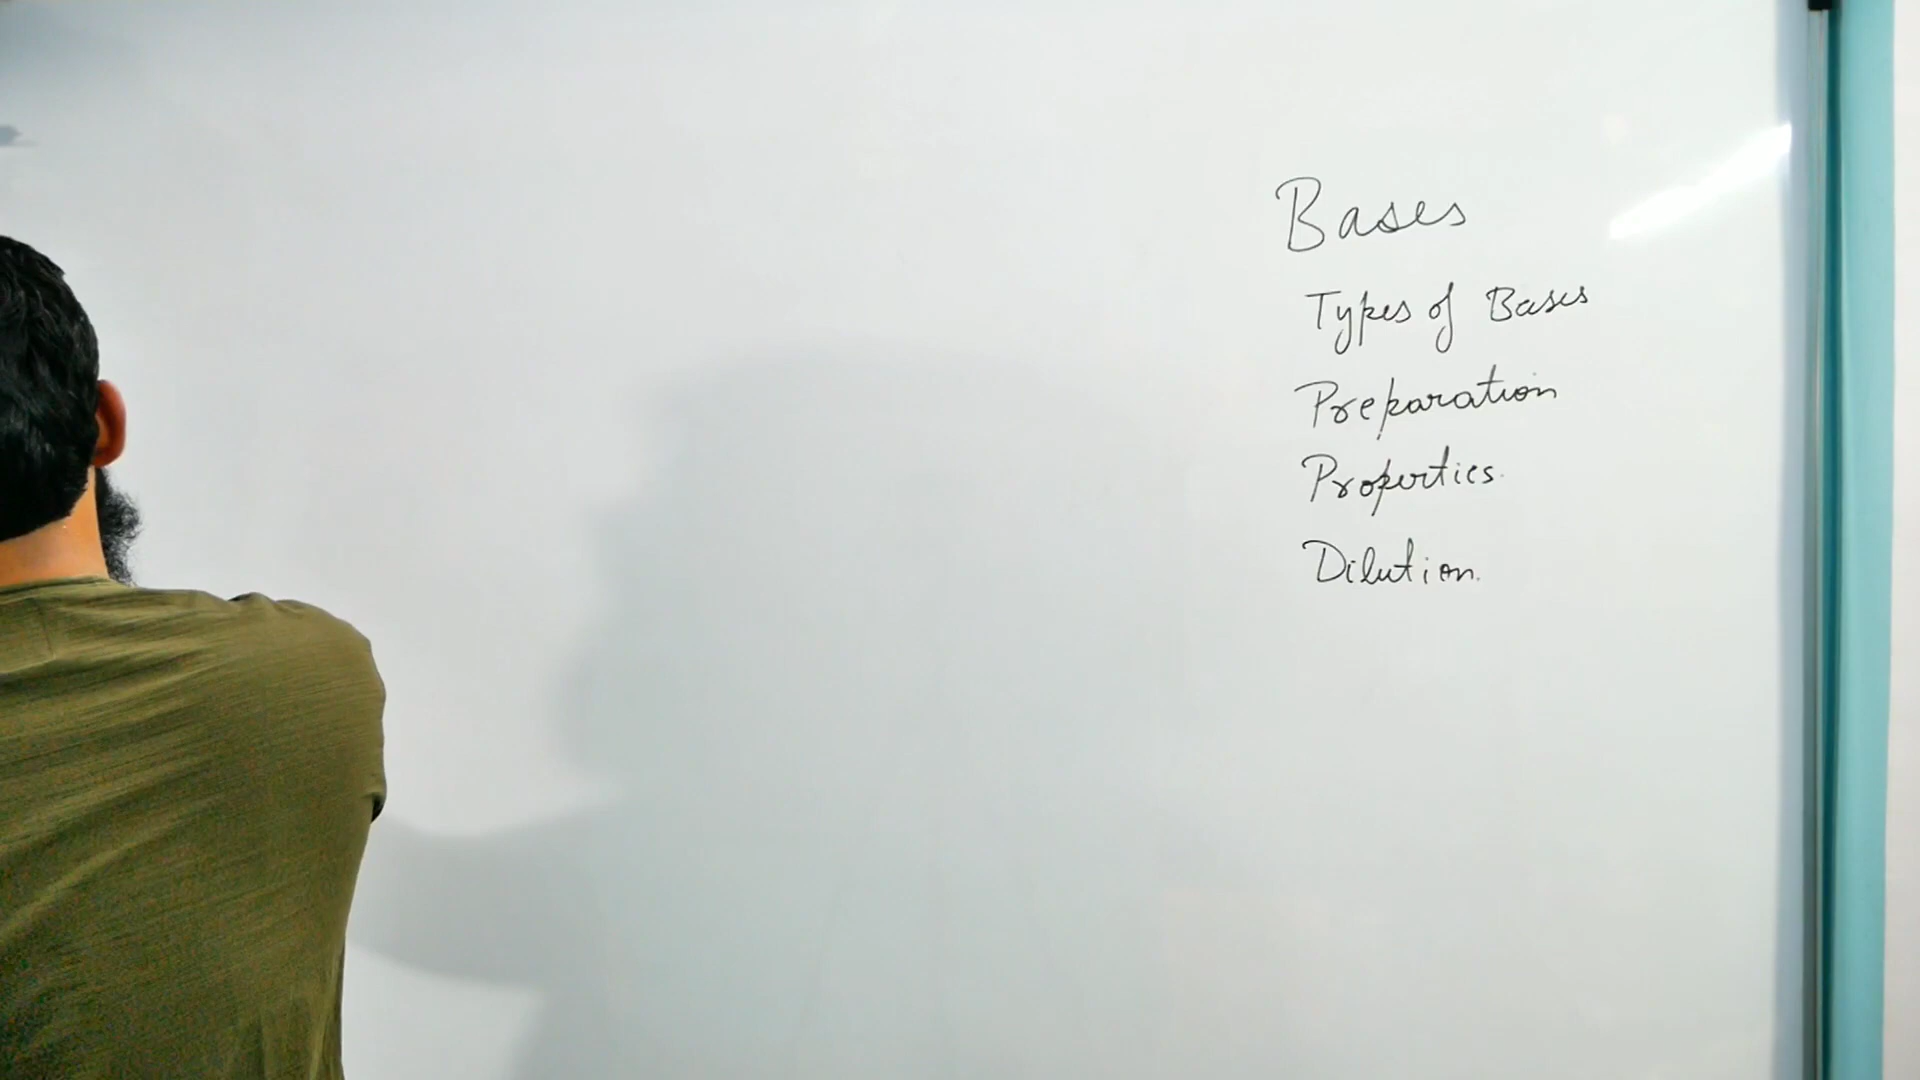 Bases
Types of Bases
Preparation
Properties.
Dilution.